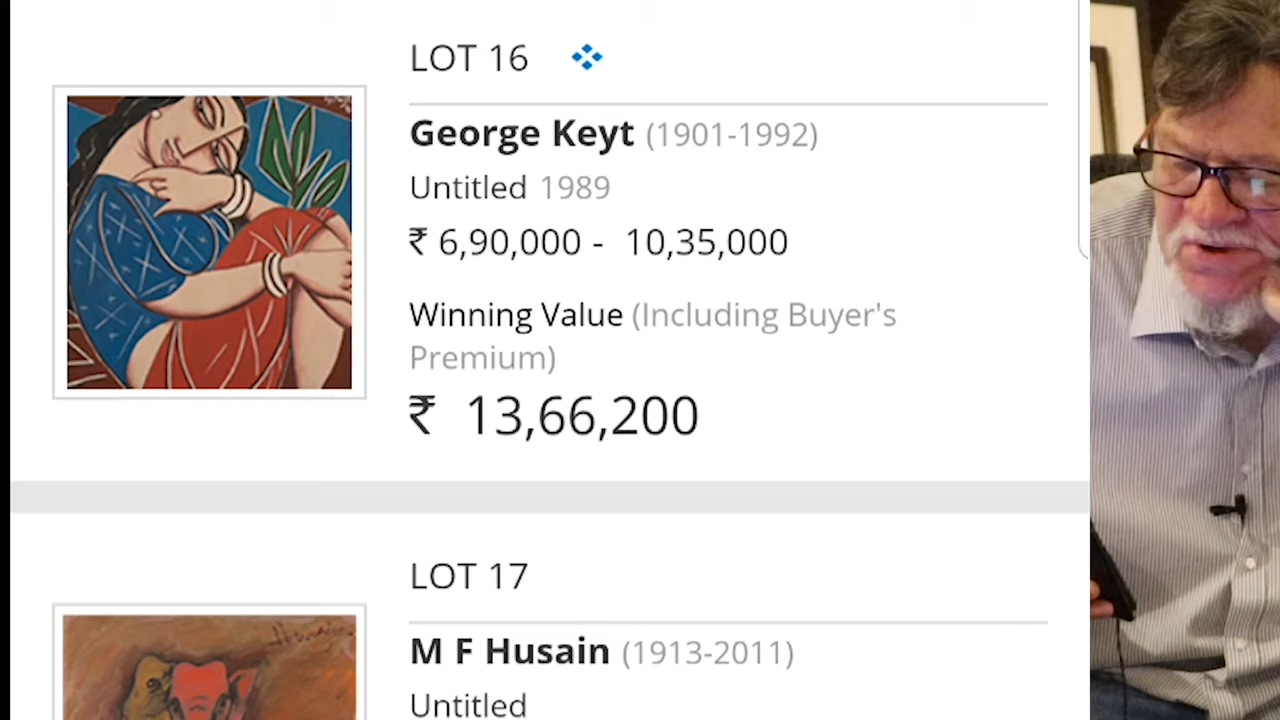 LOT 16
George Keyt (1901-1992)
Untitled 1989
₹ 6,90,000 - 10,35,000
Winning Value (Including Buyer's
Premium)
₹ 13,66,200
LOT 17
M F Husain (1913-2011)
Untitled
Husain